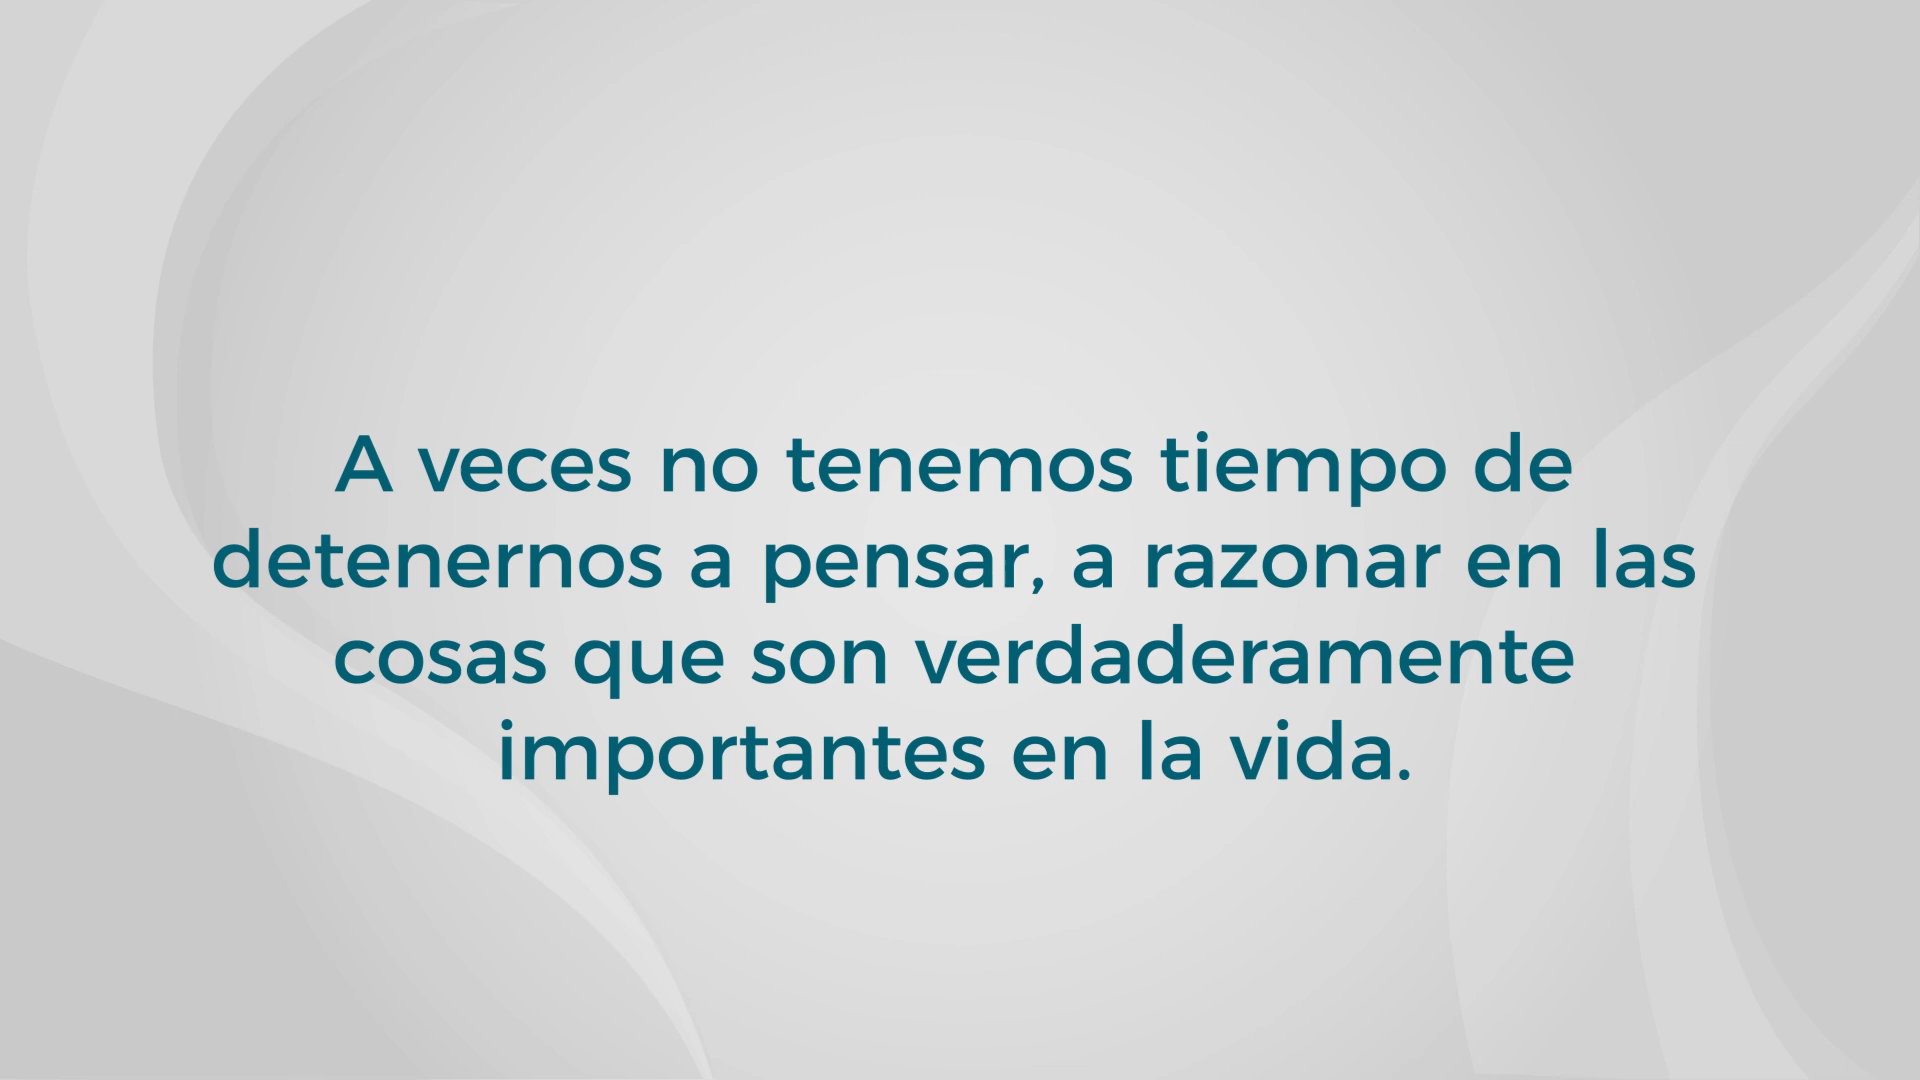 A veces no tenemos tiempo de
detenernos a pensar, a razonar en las
cosas que son verdaderamente
importantes en la vida.